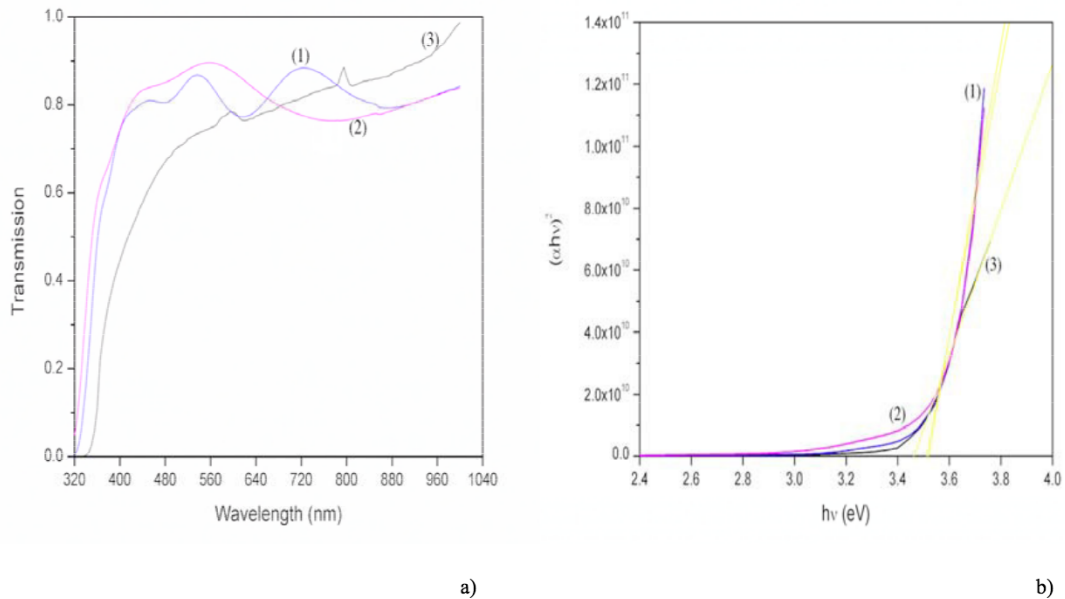 1.0
0.8
0.6
0.4
0.2
0.0
320 400 480 560 640 720 800 880 960 1040
Transmission
Wavelength (nm)
(1)
(2)
(3)
a)
1.4x10¹¹
1.2x10¹¹
1.0x10¹¹
8.0x10¹⁰
6.0x10¹⁰
4.0x10¹⁰
2.0x10¹⁰
0.0
2.4 2.6 2.8 3.0 3.2 3.4 3.6 3.8 4.0
(αhν)²
hν (eV)
(1)
(2)
(3)
b)